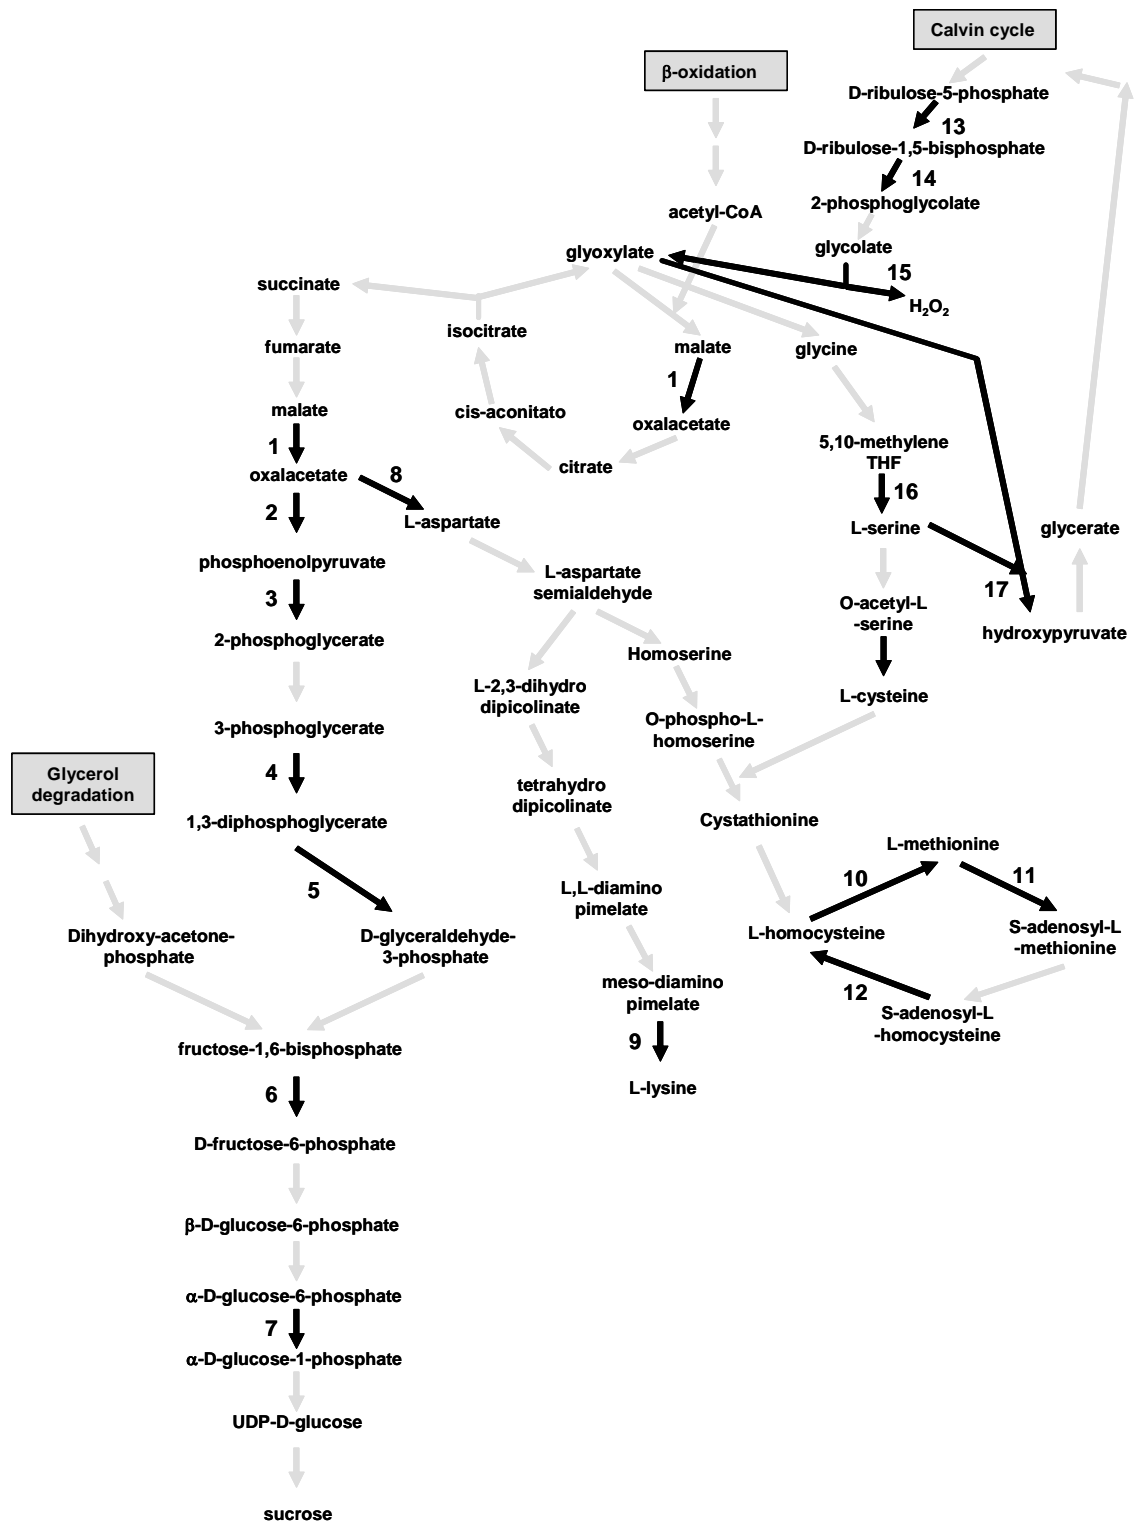 Calvin cycle
β-oxidation
D-ribulose-5-phosphate
13
D-ribulose-1,5-bisphosphate
14
2-phosphoglycolate
acetyl-CoA
glycolate
glyoxylate
15
H₂O₂
succinate
isocitrate
fumarate
malate
glycine
1
cis-aconitato
malate
oxalacetate
1
citrate
5,10-methylene
THF
oxalacetate
8
16
2
L-aspartate
L-serine
glycerate
phosphoenolpyruvate
L-aspartate
semialdehyde
3
17
O-acetyl-L
-serine
2-phosphoglycerate
hydroxypyruvate
Homoserine
L-2,3-dihydro
dipicolinate
L-cysteine
3-phosphoglycerate
O-phospho-L-
homoserine
Glycerol
degradation
4
tetrahydro
dipicolinate
1,3-diphosphoglycerate
Cystathionine
L-methionine
5
10
11
L,L-diamino
pimelate
Dihydroxy-acetone-
phosphate
D-glyceraldehyde-
3-phosphate
L-homocysteine
S-adenosyl-L
-methionine
meso-diamino
pimelate
12
S-adenosyl-L
-homocysteine
fructose-1,6-bisphosphate
9
6
L-lysine
D-fructose-6-phosphate
β-D-glucose-6-phosphate
α-D-glucose-6-phosphate
7
α-D-glucose-1-phosphate
UDP-D-glucose
sucrose